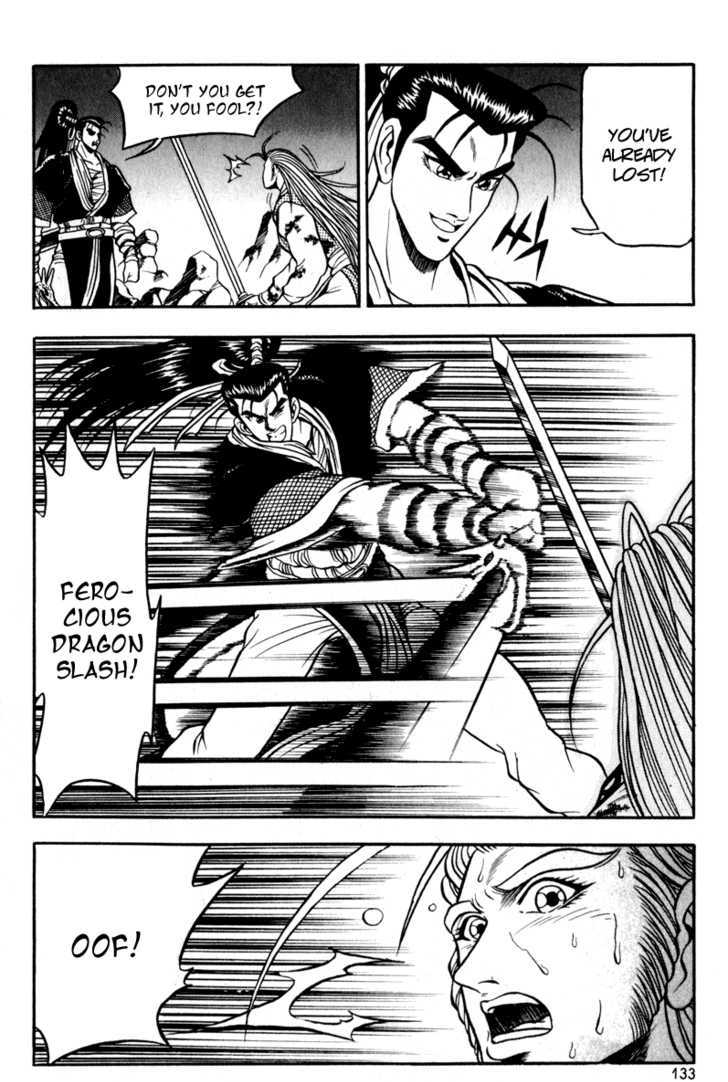 DON'T YOU GET
IT, YOU FOOL?!
YOU'VE
ALREADY
LOST!
FERO-
CIOUS
DRAGON
SLASH!
OOF!
133